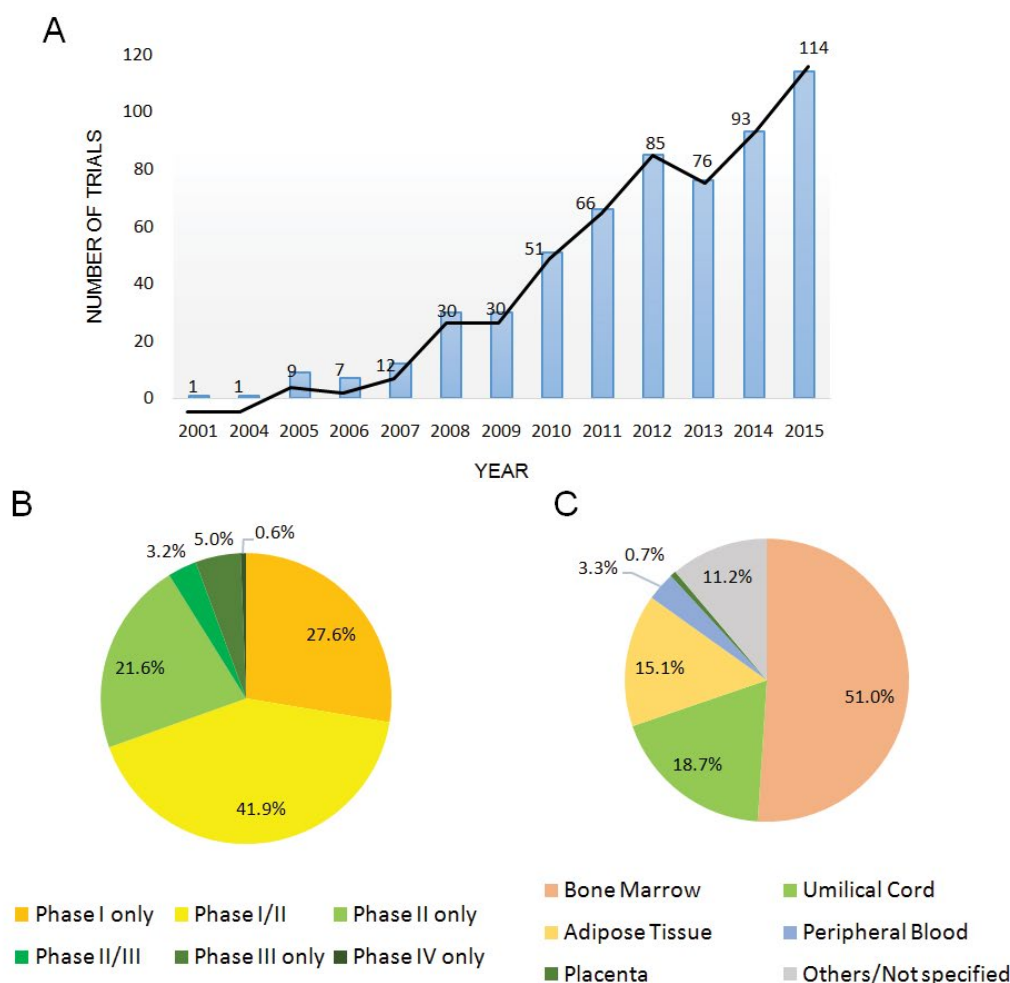 A
NUMBER OF TRIALS
120
100
80
60
40
20
0
1
1
9
7
12
30
30
51
66
85
76
93
114
2001 2004 2005 2006 2007 2008 2009 2010 2011 2012 2013 2014 2015
YEAR
B
0.6%
5.0%
3.2%
27.6%
21.6%
41.9%
Phase I only Phase I/II Phase II only
Phase II/III Phase III only Phase IV only
C
0.7%
3.3%
11.2%
15.1%
51.0%
18.7%
Bone Marrow Umilical Cord
Adipose Tissue Peripheral Blood
Placenta Others/Not specified